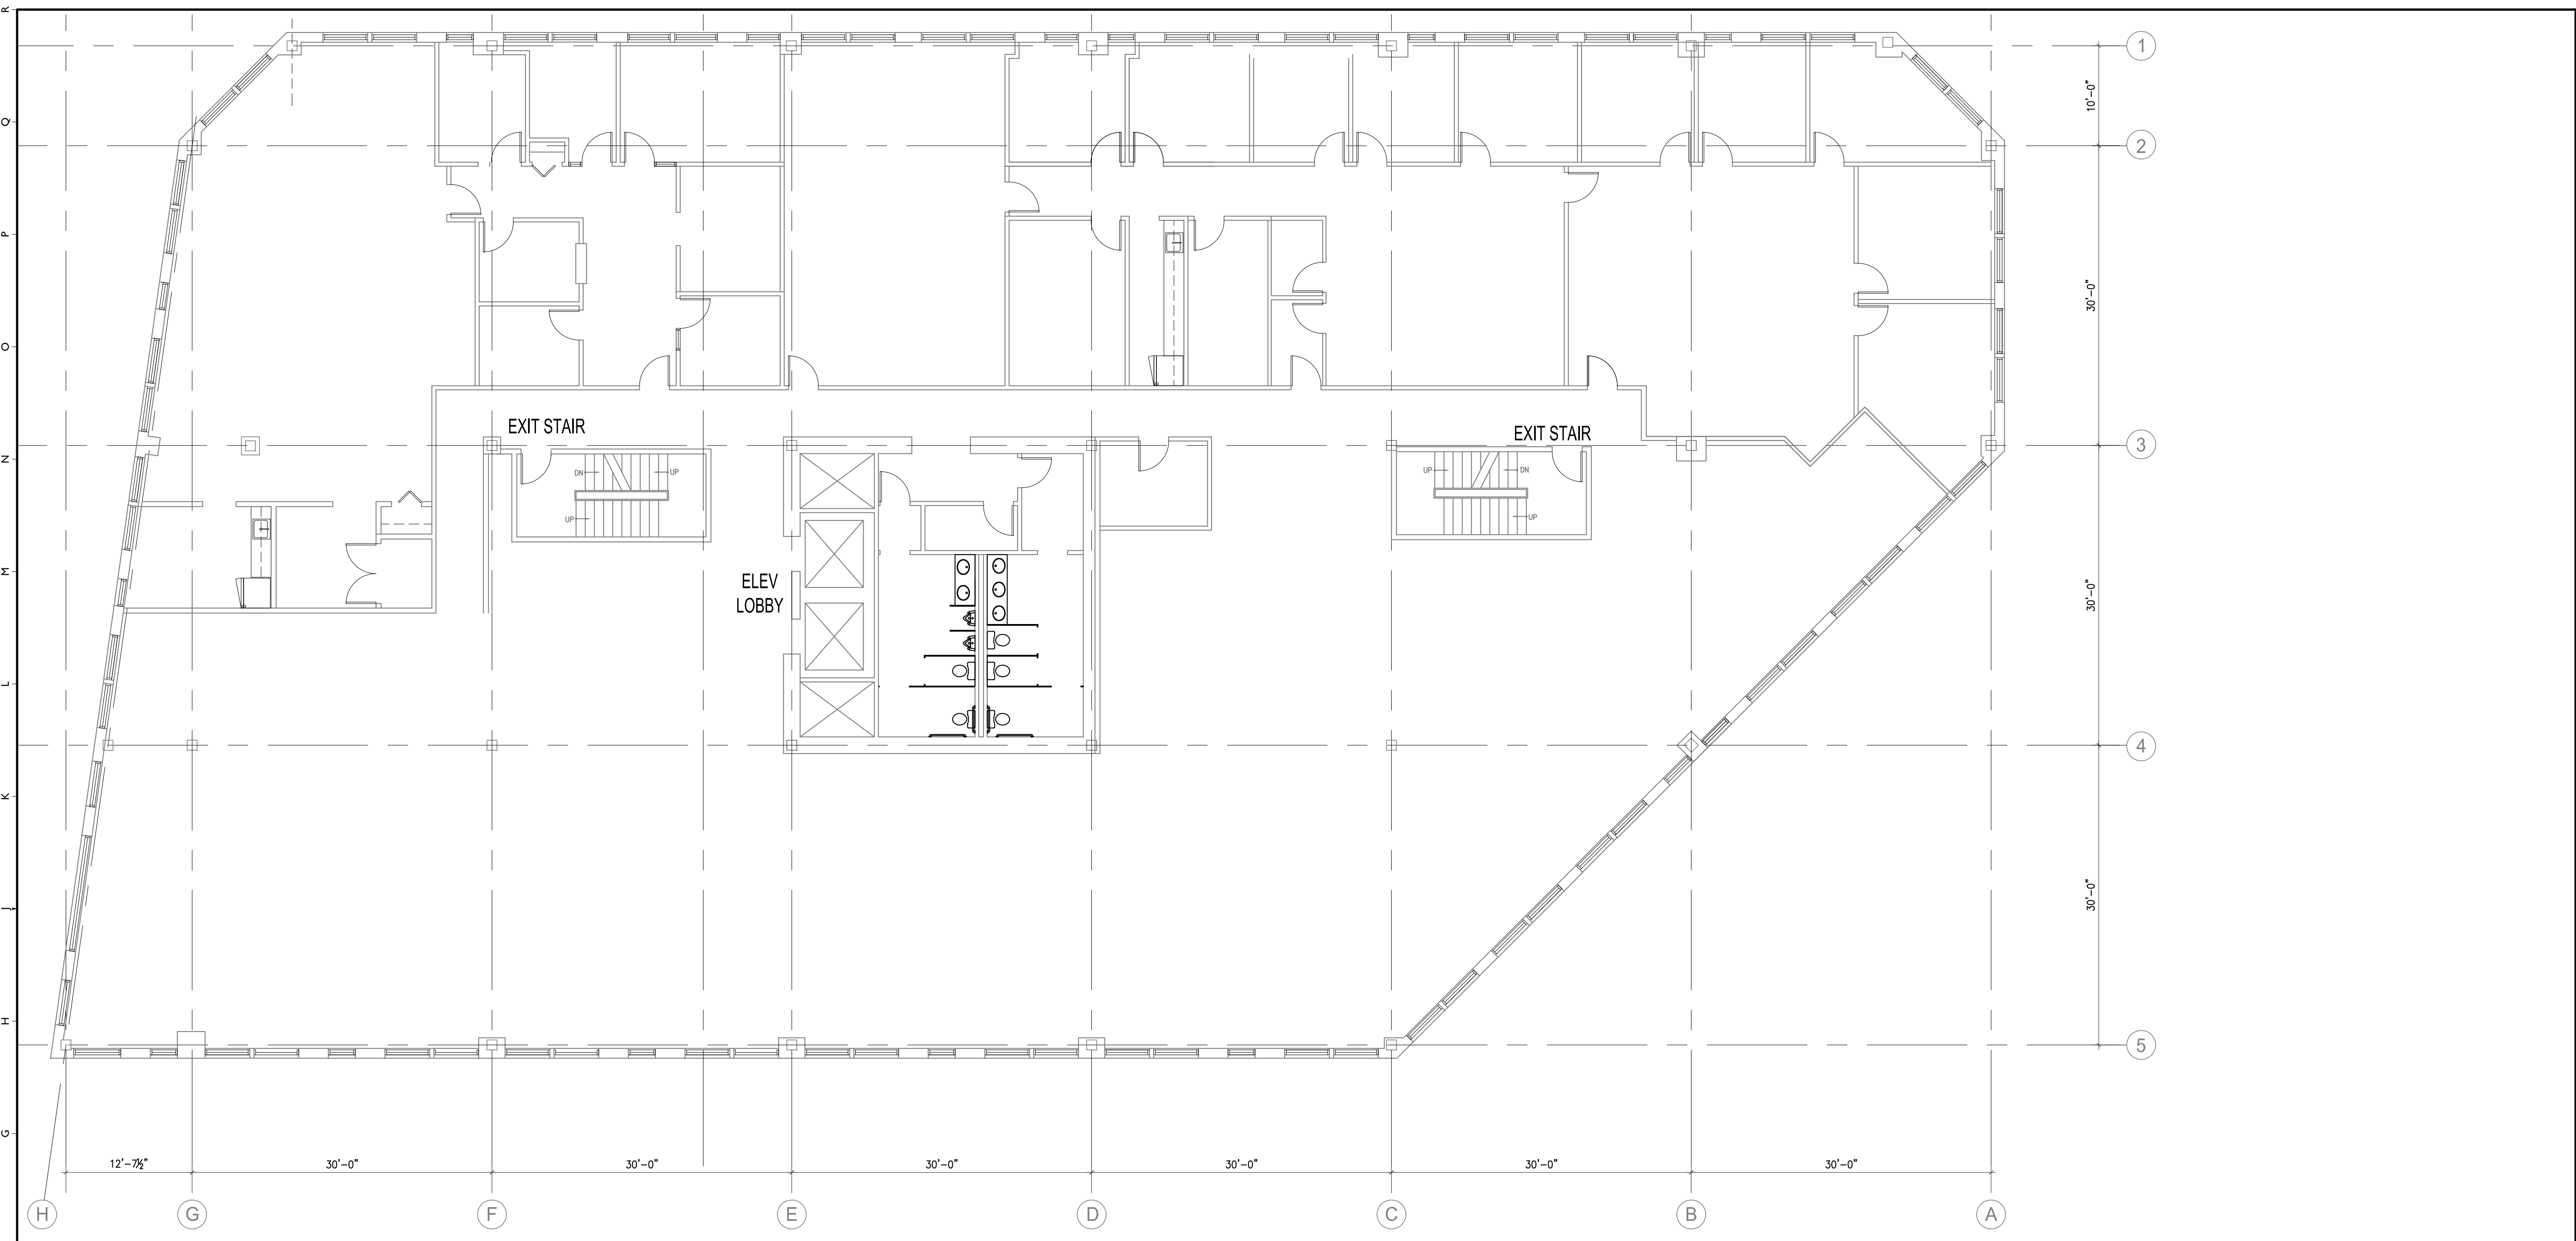 R
1
Q
10'-0"
2
P
30'-0"
O
EXIT STAIR
EXIT STAIR
3
N
DN
UP
UP
DN
UP
UP
M
ELEV
LOBBY
30'-0"
L
4
K
J
30'-0"
H
5
G
12'-7½"
30'-0"
30'-0"
30'-0"
30'-0"
30'-0"
30'-0"
H
G
F
E
D
C
B
A